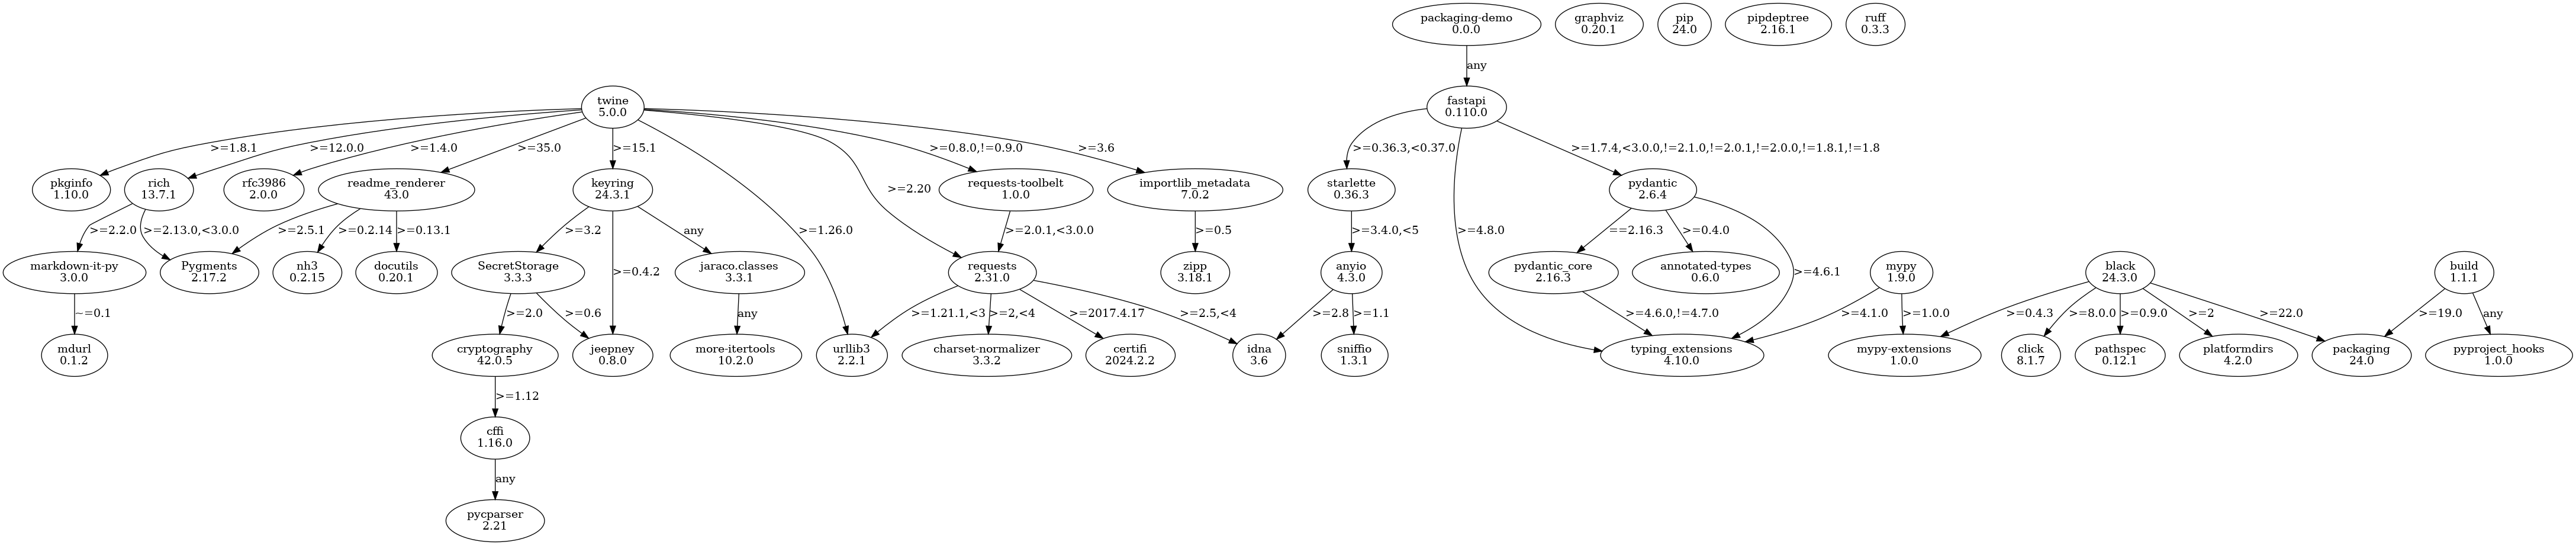 packaging-demo
0.0.0
graphviz
0.20.1
pip
24.0
pipdeptree
2.16.1
ruff
0.3.3
any
twine
5.0.0
fastapi
0.110.0
>=1.8.1
>=12.0.0
>=1.4.0
>=35.0
>=15.1
>=0.8.0,!=0.9.0
>=3.6
>=0.36.3,<0.37.0
>=1.7.4,<3.0.0,!=2.1.0,!=2.0.1,!=2.0.0,!=1.8.1,!=1.8
pkginfo
1.10.0
rich
13.7.1
rfc3986
2.0.0
readme_renderer
43.0
keyring
24.3.1
>=2.20
requests-toolbelt
1.0.0
importlib_metadata
7.0.2
starlette
0.36.3
pydantic
2.6.4
>=2.2.0
>=2.13.0,<3.0.0
>=2.5.1
>=0.2.14
>=0.13.1
>=3.2
any
>=1.26.0
>=2.0.1,<3.0.0
>=0.5
>=3.4.0,<5
>=4.8.0
==2.16.3
>=0.4.0
markdown-it-py
3.0.0
Pygments
2.17.2
nh3
0.2.15
docutils
0.20.1
SecretStorage
3.3.3
>=0.4.2
jaraco.classes
3.3.1
requests
2.31.0
zipp
3.18.1
anyio
4.3.0
pydantic_core
2.16.3
annotated-types
0.6.0
>=4.6.1
mypy
1.9.0
black
24.3.0
build
1.1.1
~=0.1
>=2.0
>=0.6
any
>=1.21.1,<3
>=2,<4
>=2017.4.17
>=2.5,<4
>=2.8
>=1.1
>=4.6.0,!=4.7.0
>=4.1.0
>=1.0.0
>=0.4.3
>=8.0.0
>=0.9.0
>=2
>=22.0
>=19.0
any
mdurl
0.1.2
cryptography
42.0.5
jeepney
0.8.0
more-itertools
10.2.0
urllib3
2.2.1
charset-normalizer
3.3.2
certifi
2024.2.2
idna
3.6
sniffio
1.3.1
typing_extensions
4.10.0
mypy-extensions
1.0.0
click
8.1.7
pathspec
0.12.1
platformdirs
4.2.0
packaging
24.0
pyproject_hooks
1.0.0
>=1.12
cffi
1.16.0
any
pycparser
2.21